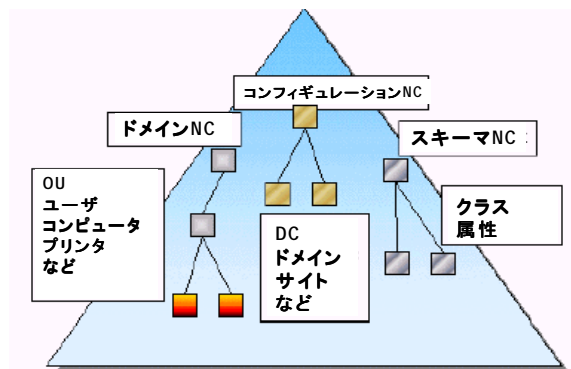 コンフィギュレーションNC
ドメインNC
スキーマNC
OU
ユーザ
コンピュータ
プリンタ
など
DC
ドメイン
サイト
など
クラス
属性